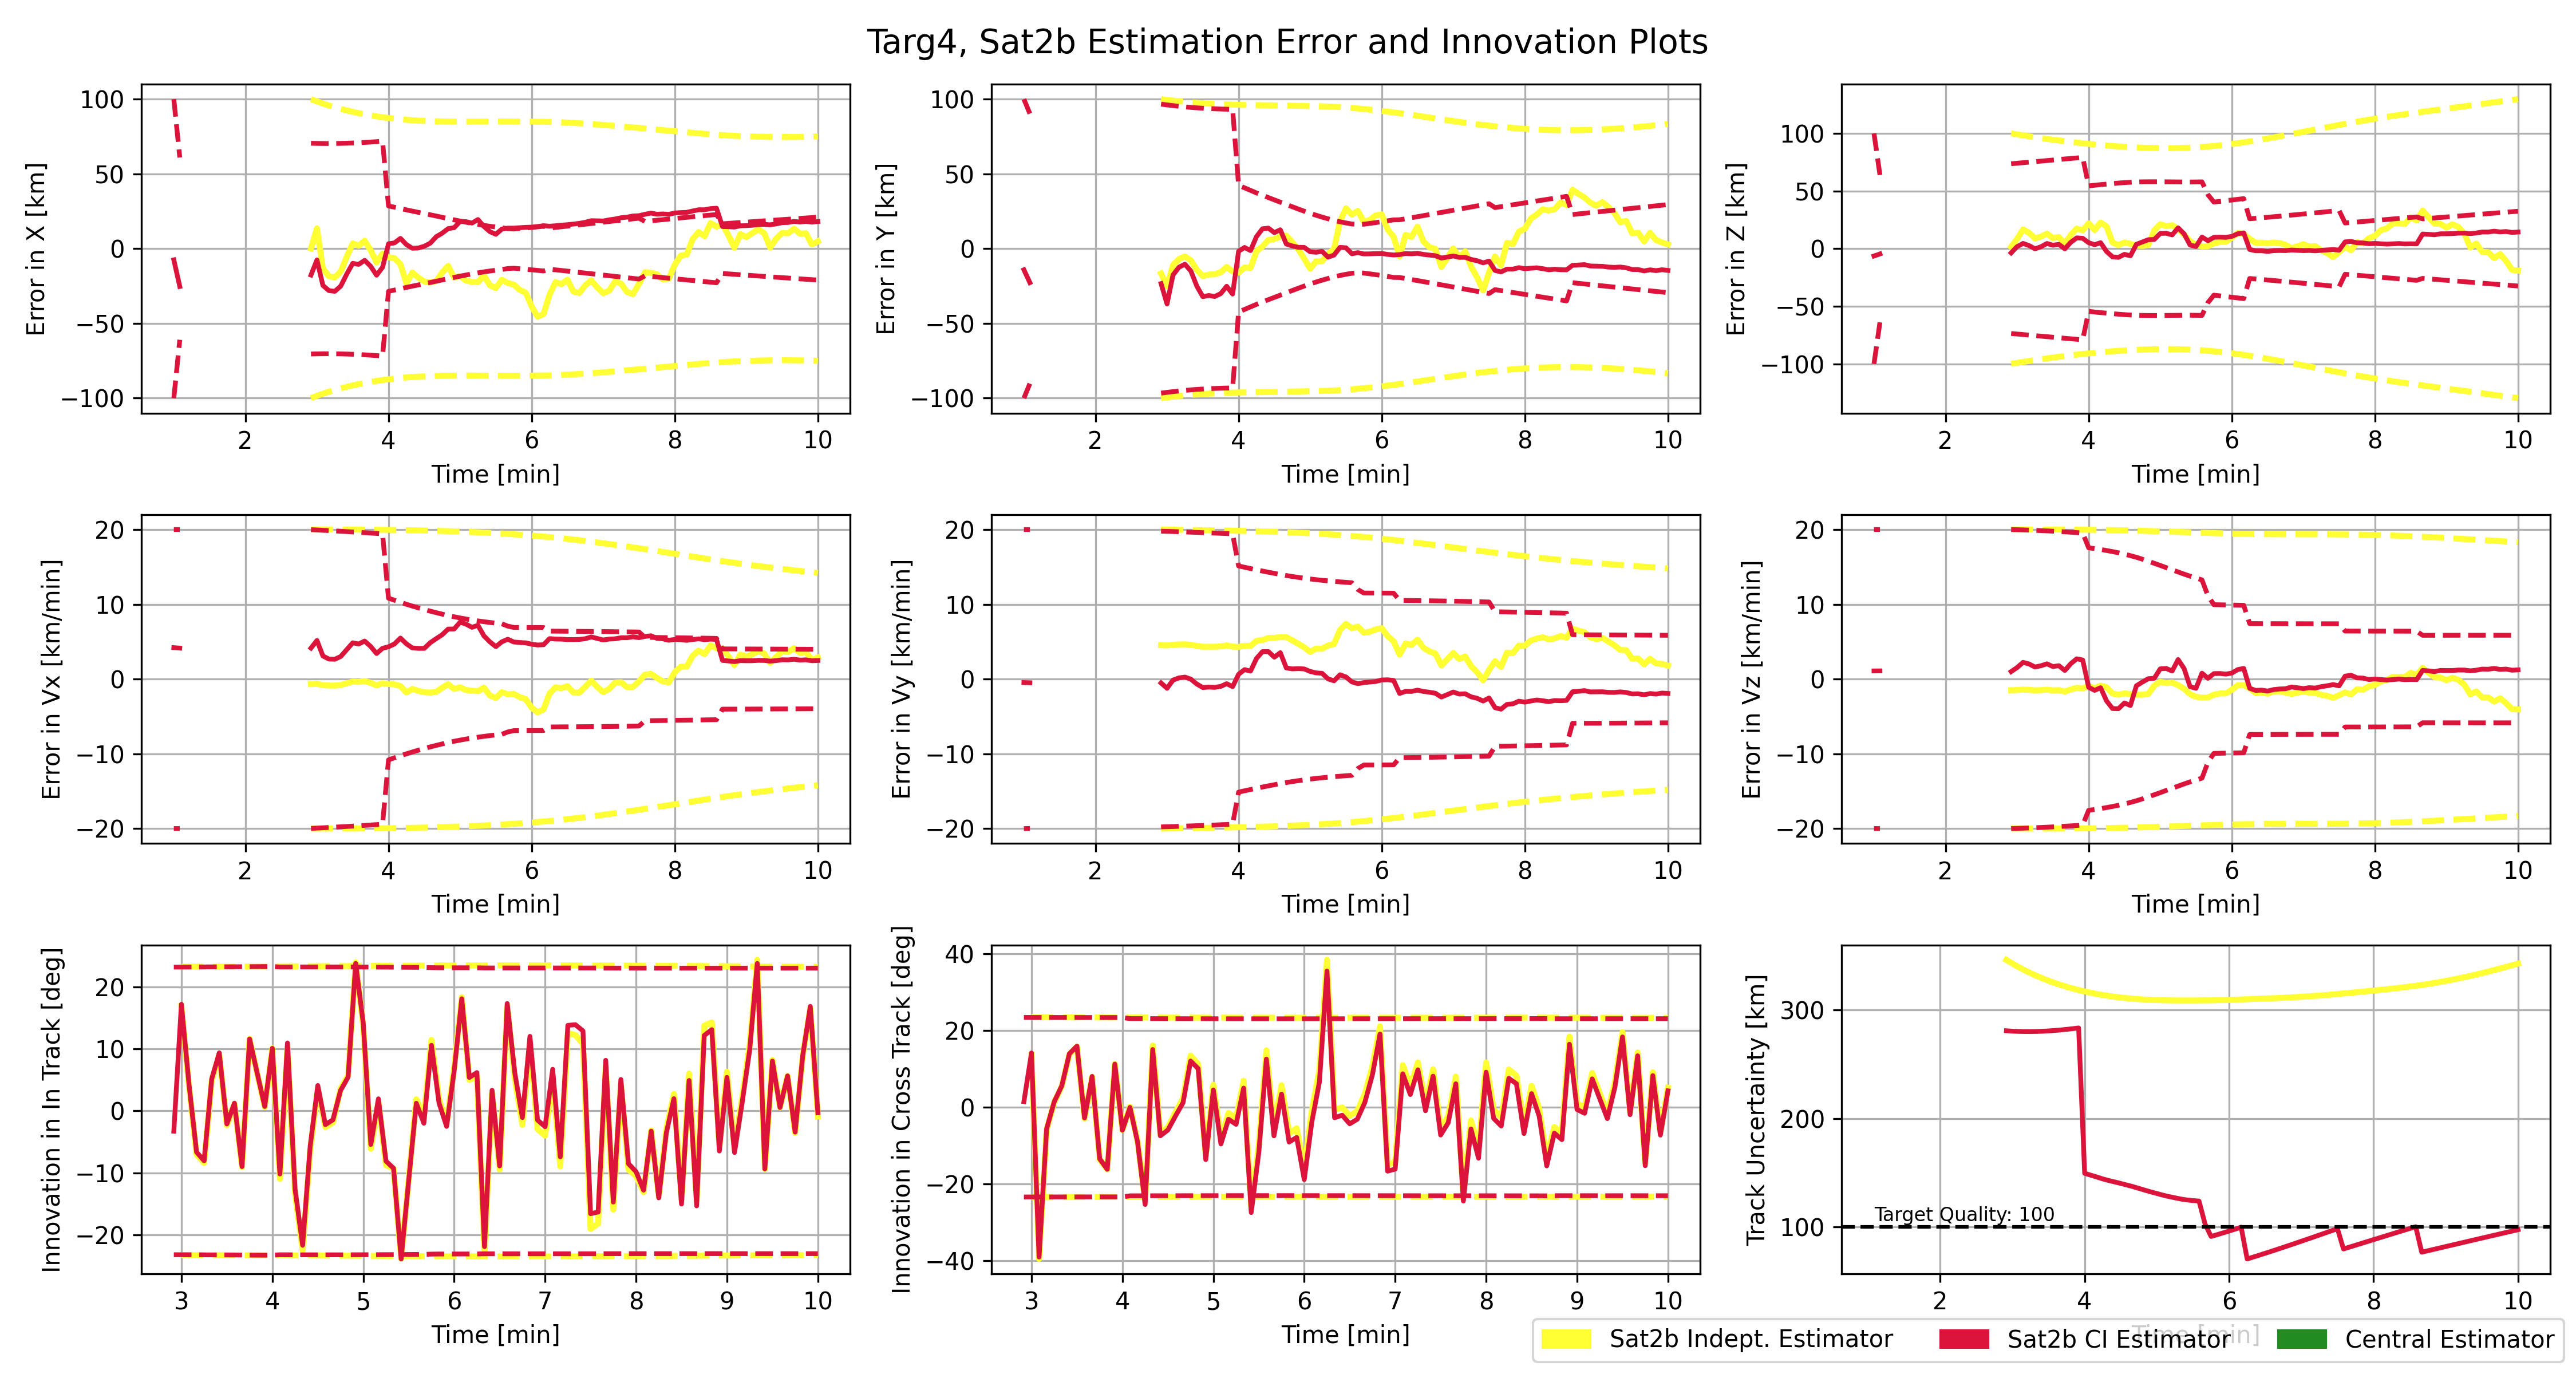 Targ4, Sat2b Estimation Error and Innovation Plots
Error in X [km]
100
50
0
−50
−100
2 4 6 8 10
Time [min]
Error in Y [km]
100
50
0
−50
−100
2 4 6 8 10
Time [min]
Error in Z [km]
100
50
0
−50
−100
2 4 6 8 10
Time [min]
Error in Vx [km/min]
20
10
0
−10
−20
2 4 6 8 10
Time [min]
Error in Vy [km/min]
20
10
0
−10
−20
2 4 6 8 10
Time [min]
Error in Vz [km/min]
20
10
0
−10
−20
2 4 6 8 10
Time [min]
Innovation in In Track [deg]
20
10
0
−10
−20
3 4 5 6 7 8 9 10
Time [min]
Innovation in Cross Track [deg]
40
20
0
−20
−40
3 4 5 6 7 8 9 10
Time [min]
Track Uncertainty [km]
300
200
100
Target Quality: 100
2 4 6 8 10
Time [min]
Sat2b Indept. Estimator
Sat2b CI Estimator
Central Estimator